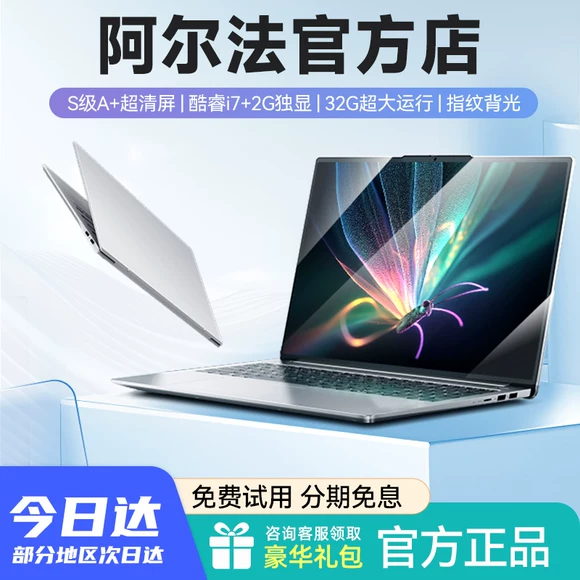 阿尔法官方店
S级A+超清屏|酷睿i7+2G独显|32G超大运行|指纹背光
免费试用 分期免息
今日达
部分地区次日达
咨询客服领取
豪华礼包
官方正品